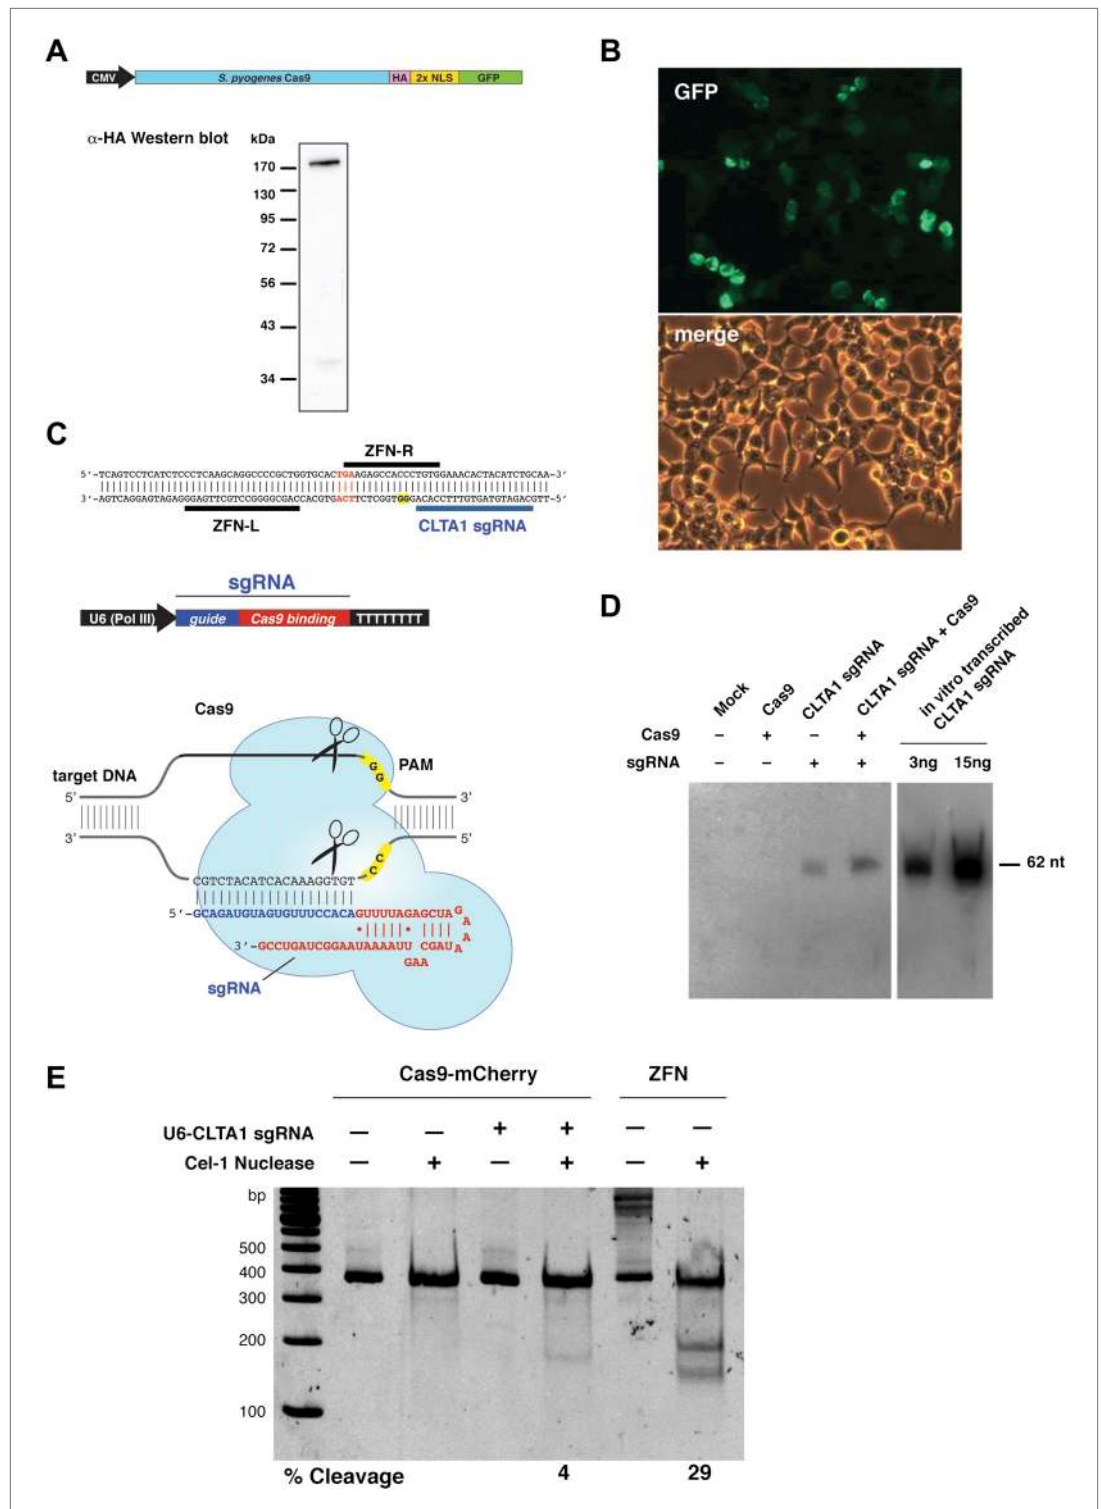 A
CMV S. pyogenes Cas9 HA 2x NLS GFP
α-HA Western blot
kDa
170
130
95
72
56
43
34
B
GFP
merge
C
ZFN-R
5'-TCAGTCCTCATCTCCCTCAAGCAGGCCCCGCTGGTGCACTGAAGAGCCACCCTGTGGAAACACTACATCTGCAA-3'
3'-AGTCAGGAGTAGAGGGAGTTCGTCCGGGGCGACCACGTGACTTCTCGGTGGGACACCTTTGTGATGTAGACGTT-5'
ZFN-L
CLTA1 sgRNA
sgRNA
U6 (Pol III) guide Cas9 binding TTTTTTTT
Cas9
target DNA
G
G
PAM
5' 3'
3' 5'
C
C
CGTCTACATCACAAAGGTGT
5'-GCAGAUGUAGUGUUUCCACAGUUUUAGAGCUA
G
A
A
A
3'-GCCUGAUCGGAAUAAAAUU CGAU
GAA
sgRNA
D
Mock
Cas9
CLTA1 sgRNA
CLTA1 sgRNA + Cas9
in vitro transcribed
CLTA1 sgRNA
Cas9 – + – +
sgRNA – – + + 3ng 15ng
62 nt
E
Cas9-mCherry ZFN
U6-CLTA1 sgRNA — — + + — —
Cel-1 Nuclease — + — + — +
bp
500
400
300
200
100
% Cleavage 4 29